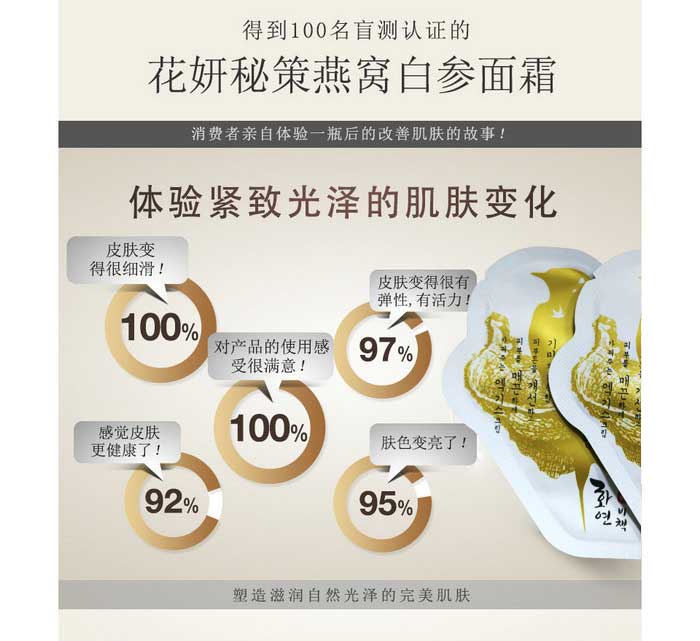 得到100名盲测认证的
花妍秘策燕窝白参面霜
消费者亲自体验一瓶后的改善肌肤的故事!
体验紧致光泽的肌肤变化
皮肤变
得很细滑!
100%
皮肤变得很有
弹性,有活力!
97%
对产品的使用感
受很满意!
100%
感觉皮肤
更健康了!
92%
肤色变亮了!
95%
화연
비책
塑造滋润自然光泽的完美肌肤